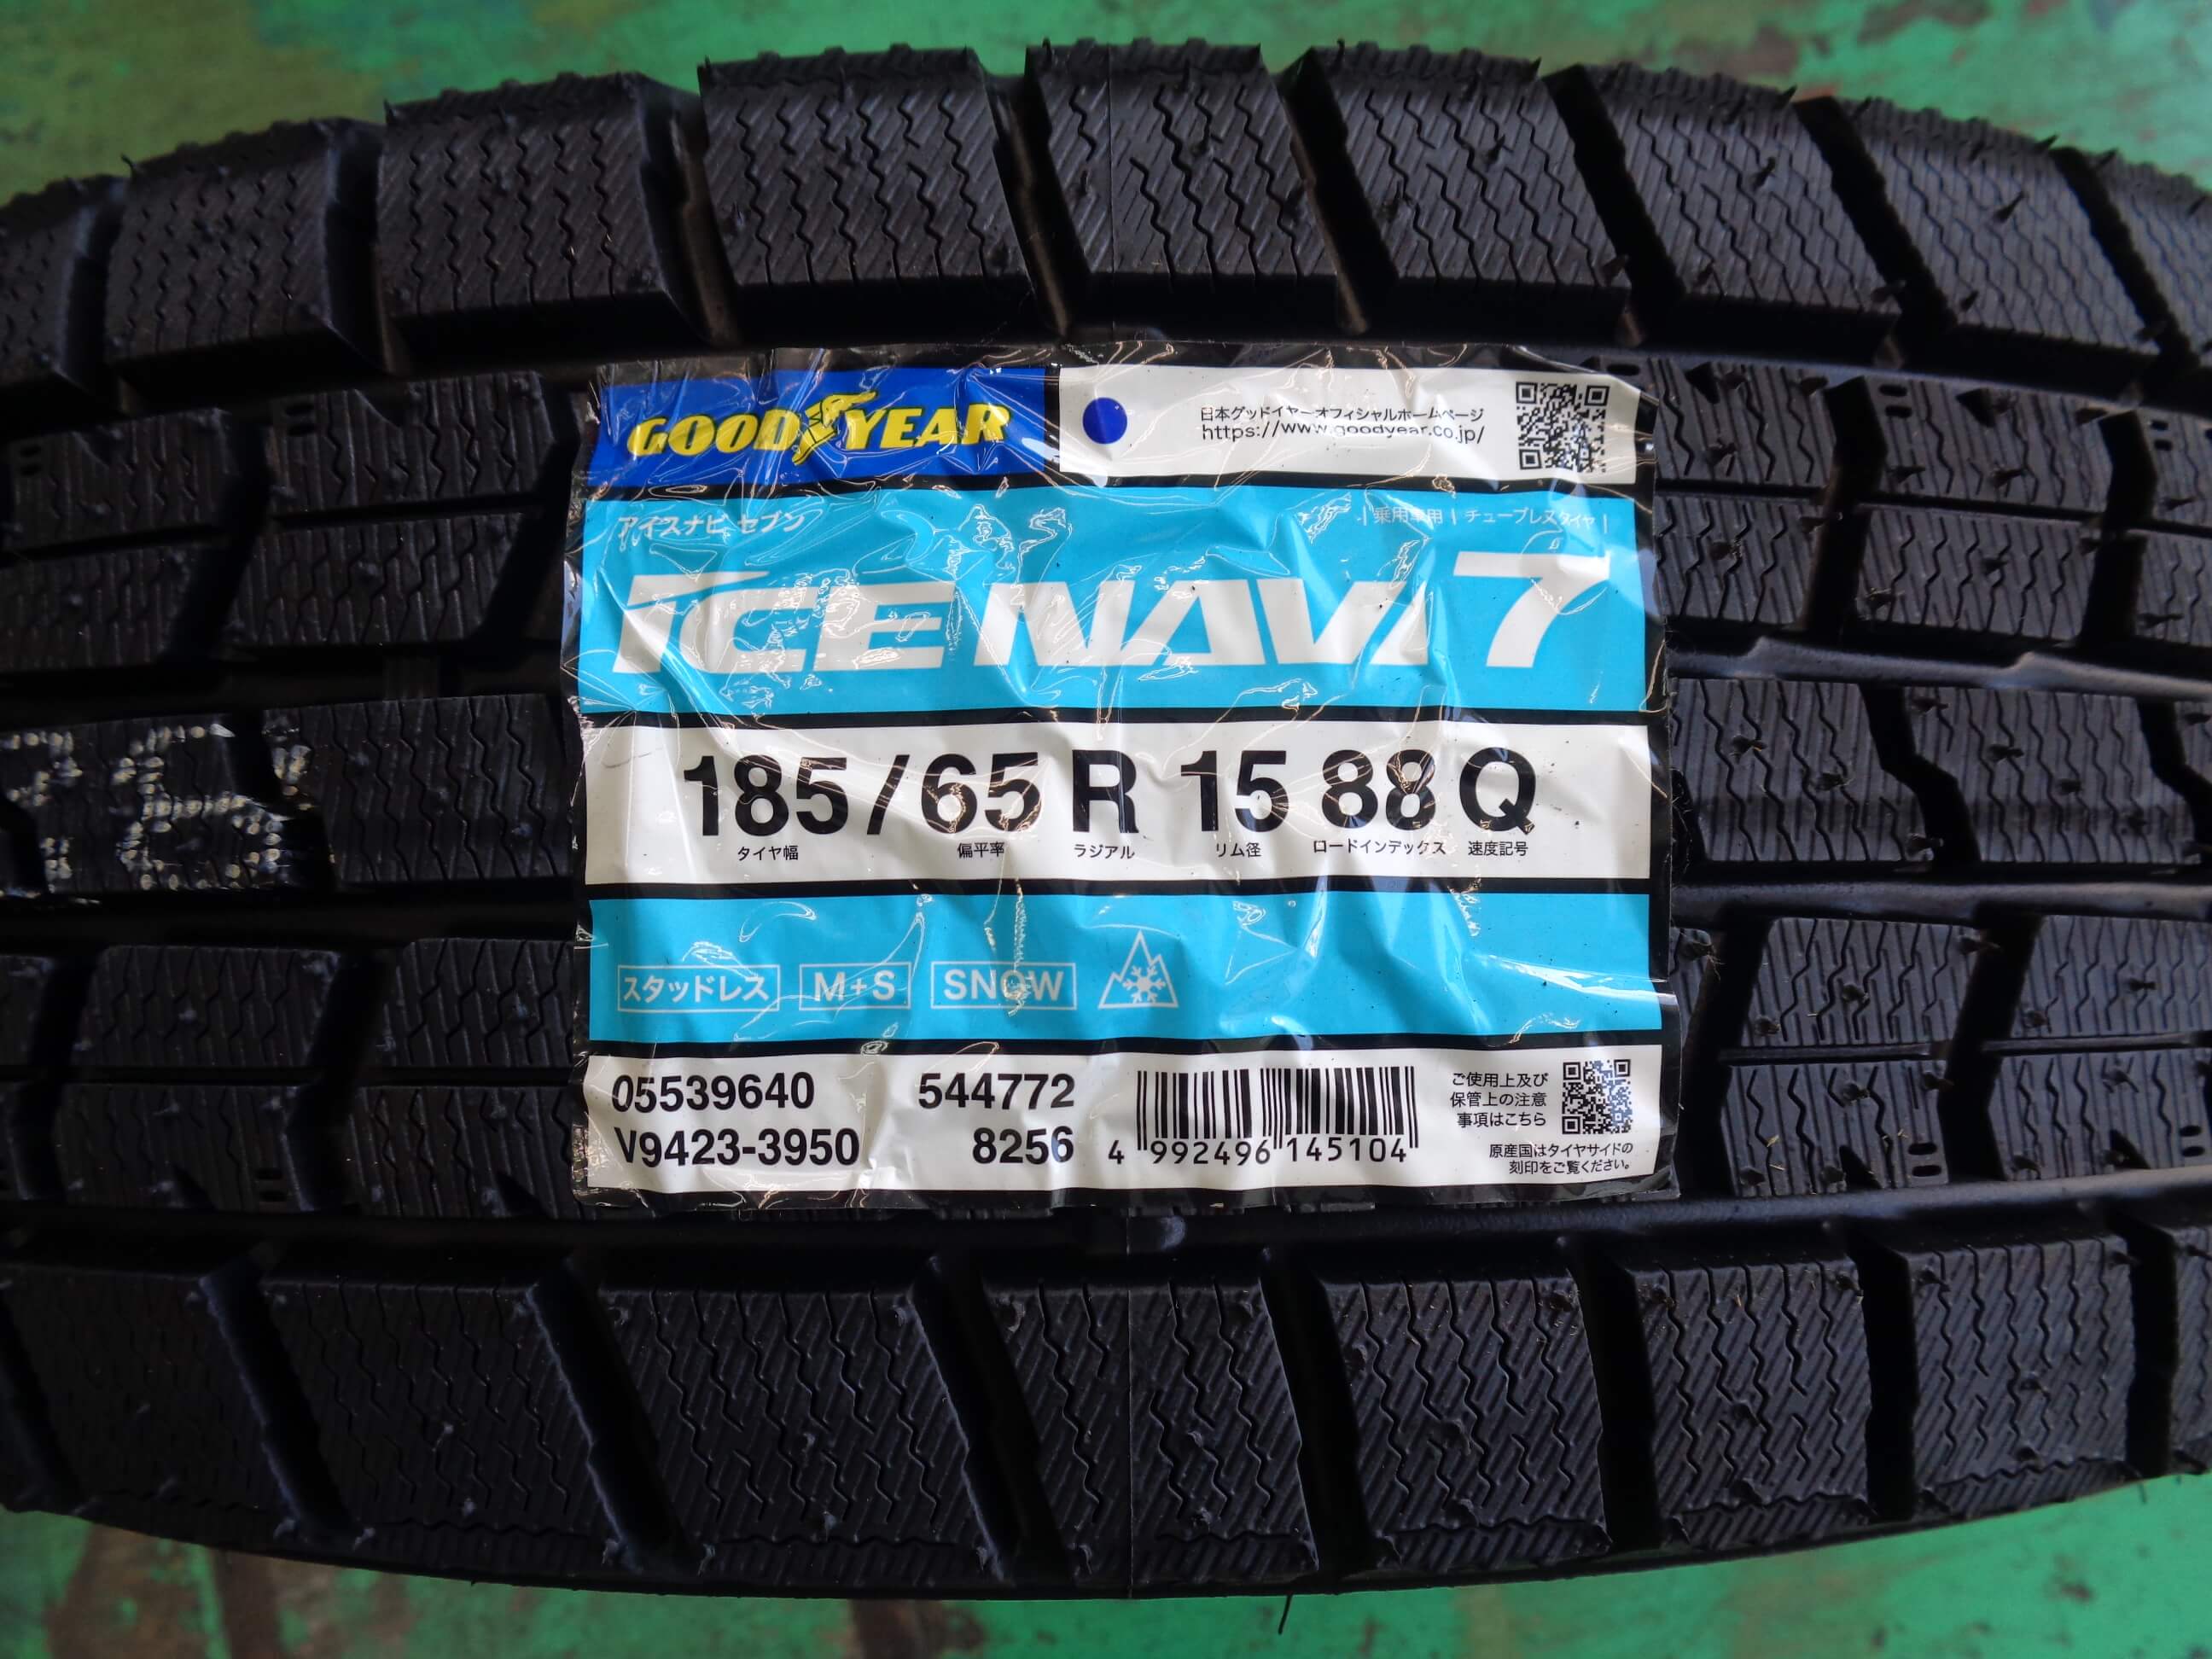 GOODYEAR
日本グッドイヤーオフィシャルホームページ
https://www.goodyear.co.jp/
アイスナビ セブン
| 乗用車用 | チューブレスタイヤ |
ICE NAVI 7
185/65 R 15 88 Q
タイヤ幅 偏平率 ラジアル リム径 ロードインデックス 速度記号
スタッドレス M+S SNOW
05539640 544772
V9423-3950 8256
4 992496 145104
ご使用上及び
保管上の注意
事項はこちら
原産国はタイヤサイドの
刻印をご覧ください。